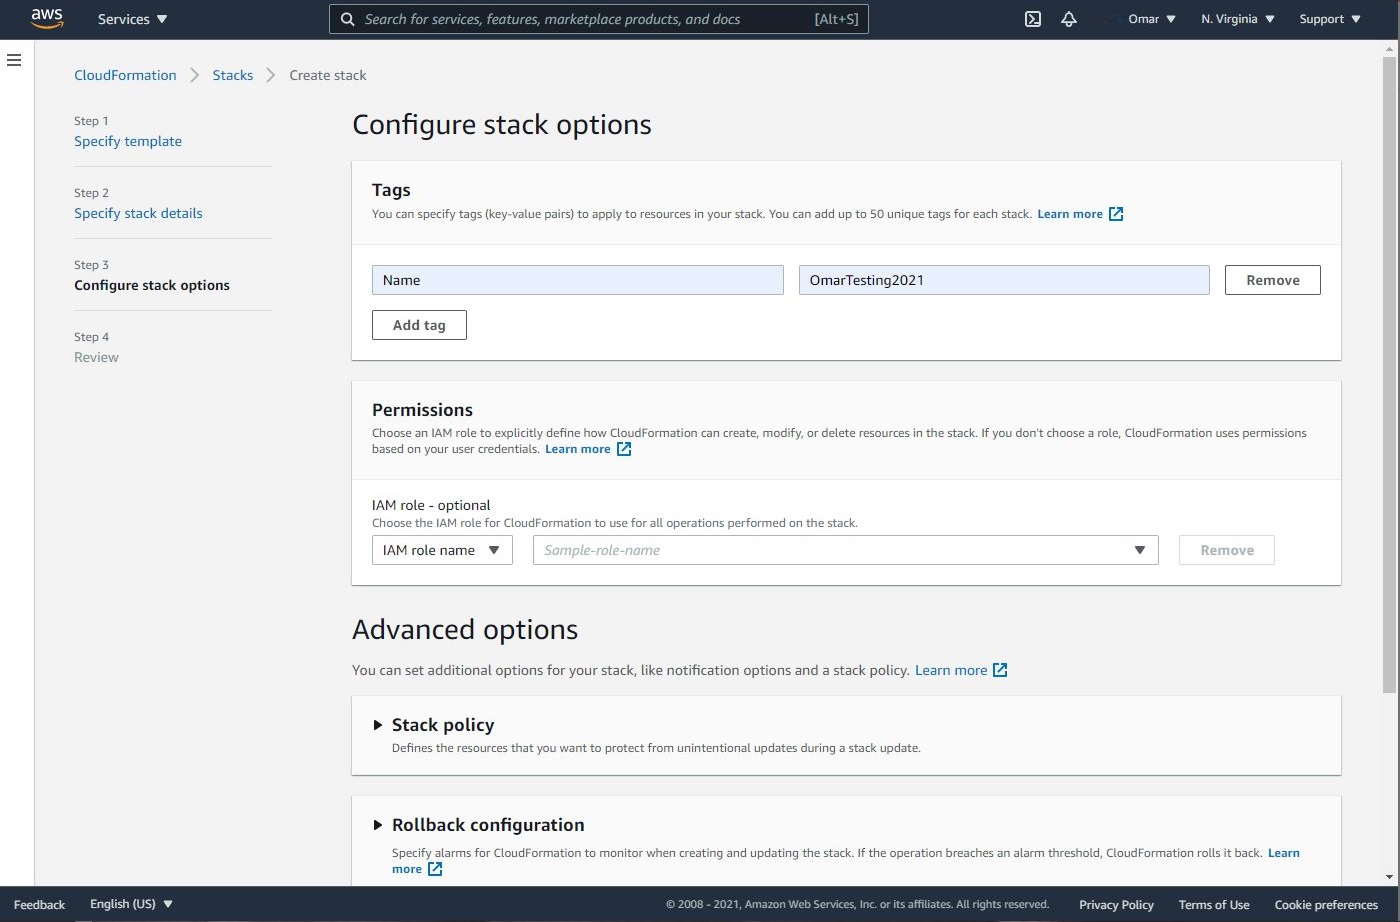 aws
Services
Search for services, features, marketplace products, and docs [Alt+S]
Omar
N. Virginia
Support
CloudFormation
Stacks
Create stack
Step 1
Specify template
Step 2
Specify stack details
Step 3
Configure stack options
Step 4
Review
Configure stack options
Tags
You can specify tags (key-value pairs) to apply to resources in your stack. You can add up to 50 unique tags for each stack. Learn more
Name
OmarTesting2021
Remove
Add tag
Permissions
Choose an IAM role to explicitly define how CloudFormation can create, modify, or delete resources in the stack. If you don't choose a role, CloudFormation uses permissions
based on your user credentials. Learn more
IAM role - optional
Choose the IAM role for CloudFormation to use for all operations performed on the stack.
IAM role name
Sample-role-name
Remove
Advanced options
You can set additional options for your stack, like notification options and a stack policy. Learn more
Stack policy
Defines the resources that you want to protect from unintentional updates during a stack update.
Rollback configuration
Specify alarms for CloudFormation to monitor when creating and updating the stack. If the operation breaches an alarm threshold, CloudFormation rolls it back. Learn
more
Feedback
English (US)
© 2008 - 2021, Amazon Web Services, Inc. or its affiliates. All rights reserved.
Privacy Policy
Terms of Use
Cookie preferences